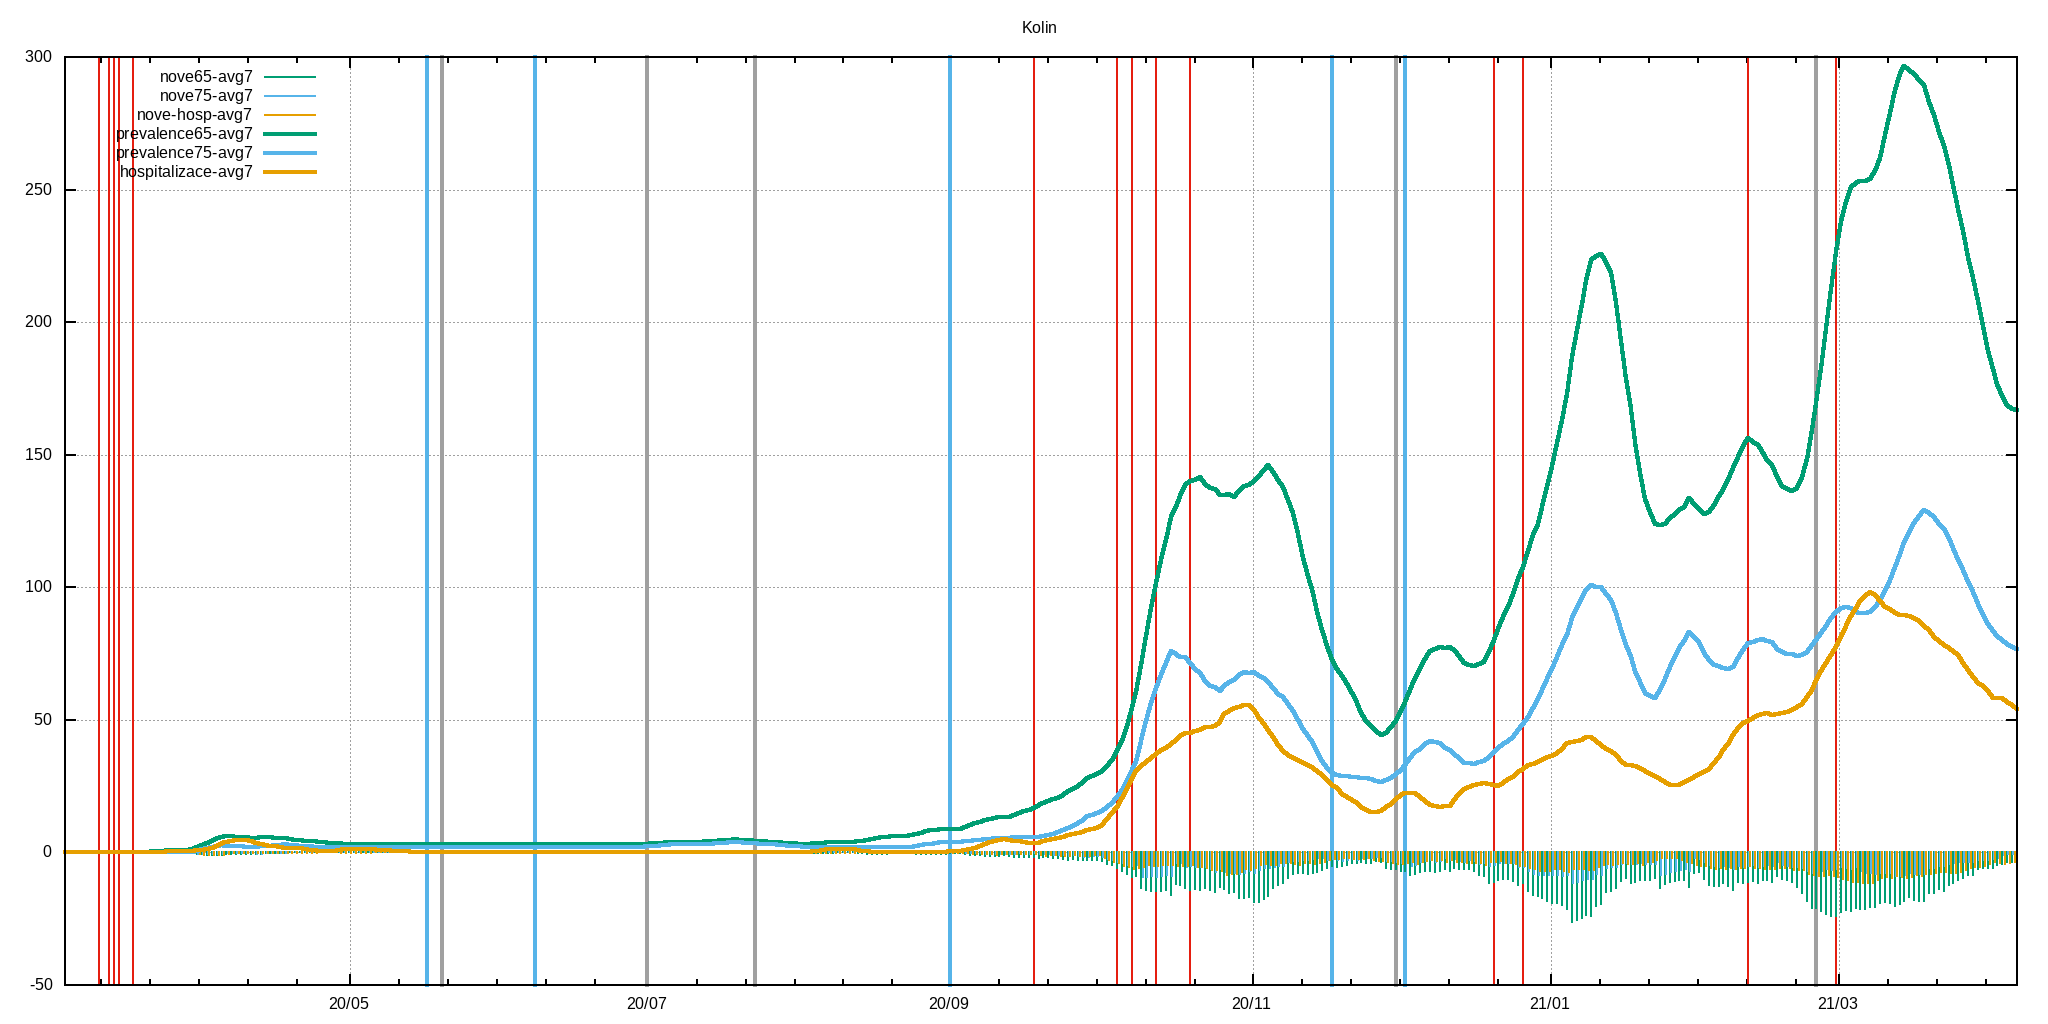 Kolin
300
250
200
150
100
50
0
-50
nove65-avg7
nove75-avg7
nove-hosp-avg7
prevalence65-avg7
prevalence75-avg7
hospitalizace-avg7
20/05 20/07 20/09 20/11 21/01 21/03